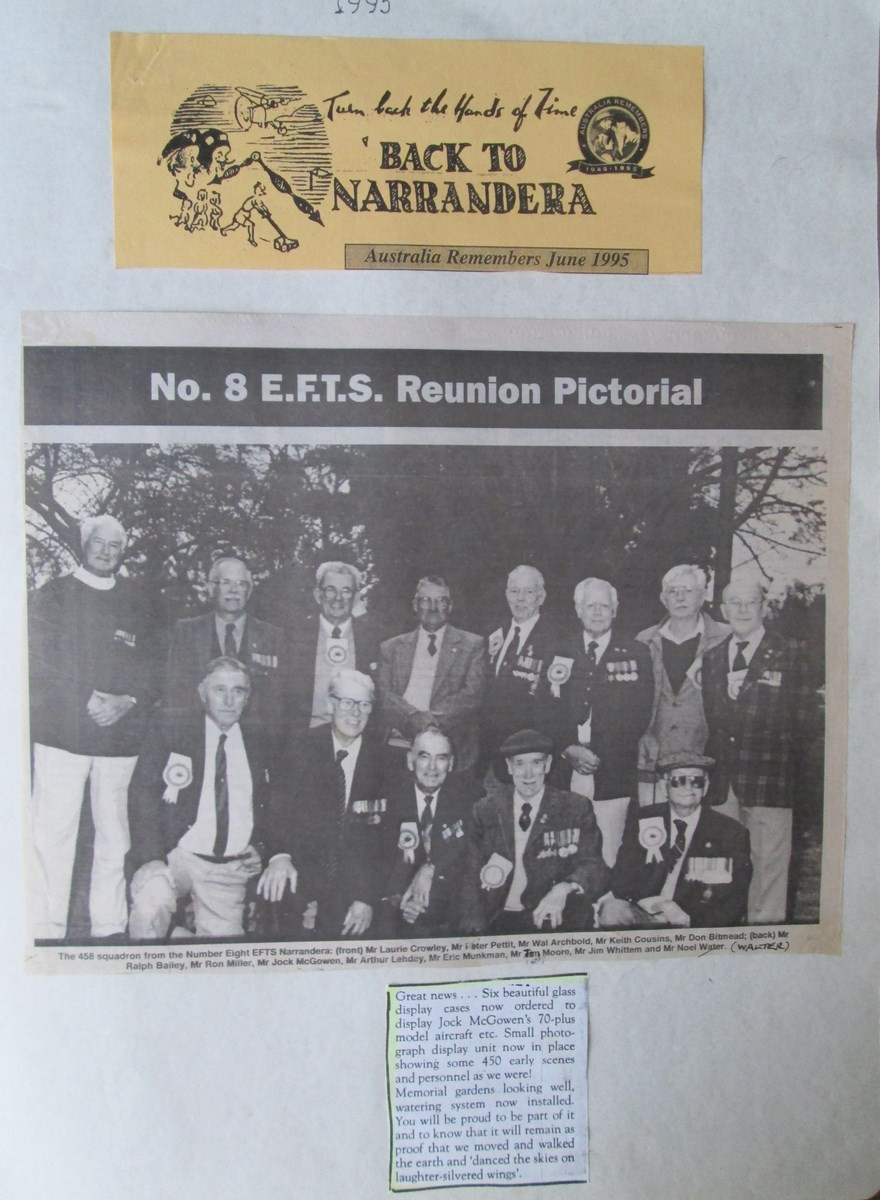 1995
Turn back the Hands of Time
'BACK TO
NARRANDERA
AUSTRALIA REMEMBERS
1945-1995
Australia Remembers June 1995
No. 8 E.F.T.S. Reunion Pictorial
The 458 squadron from the Number Eight EFTS Narrandera: (front) Mr Laurie Crowley, Mr Peter Pettit, Mr Wal Archbold, Mr Keith Cousins, Mr Don Bitmead; (back) Mr
Ralph Bailey, Mr Ron Miller, Mr Jock McGowen, Mr Arthur Lehdey, Mr Eric Munkman, Mr Moore, Mr Jim Whittem and Mr Noel Water. (WALTER)
Great news . . . Six beautiful glass
display cases now ordered to
display Jock McGowen's 70-plus
model aircraft etc. Small photo-
graph display unit now in place
showing some 450 early scenes
and personnel as we were!
Memorial gardens looking well,
watering system now installed.
You will be proud to be part of it
and to know that it will remain as
proof that we moved and walked
the earth and 'danced the skies on
laughter-silvered wings'.